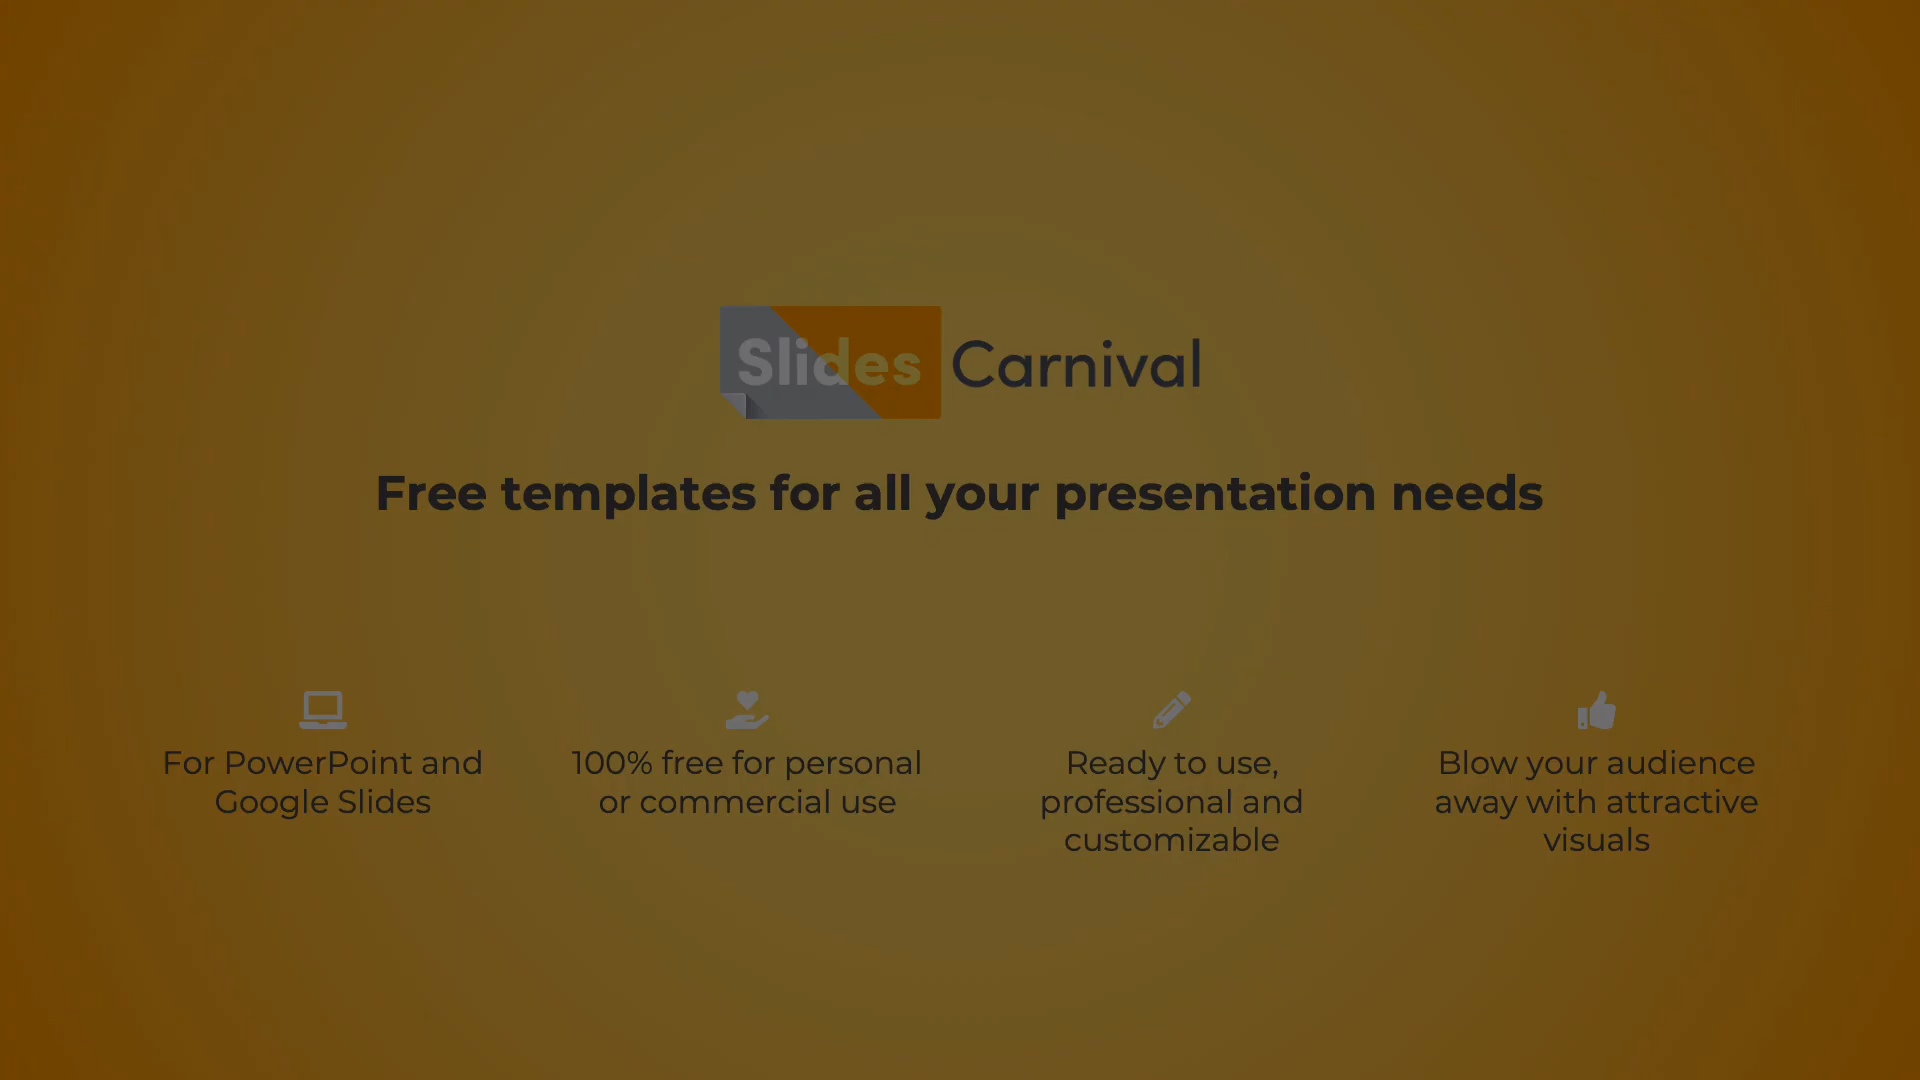 Slides Carnival
Free templates for all your presentation needs
For PowerPoint and
Google Slides
100% free for personal
or commercial use
Ready to use,
professional and
customizable
Blow your audience
away with attractive
visuals